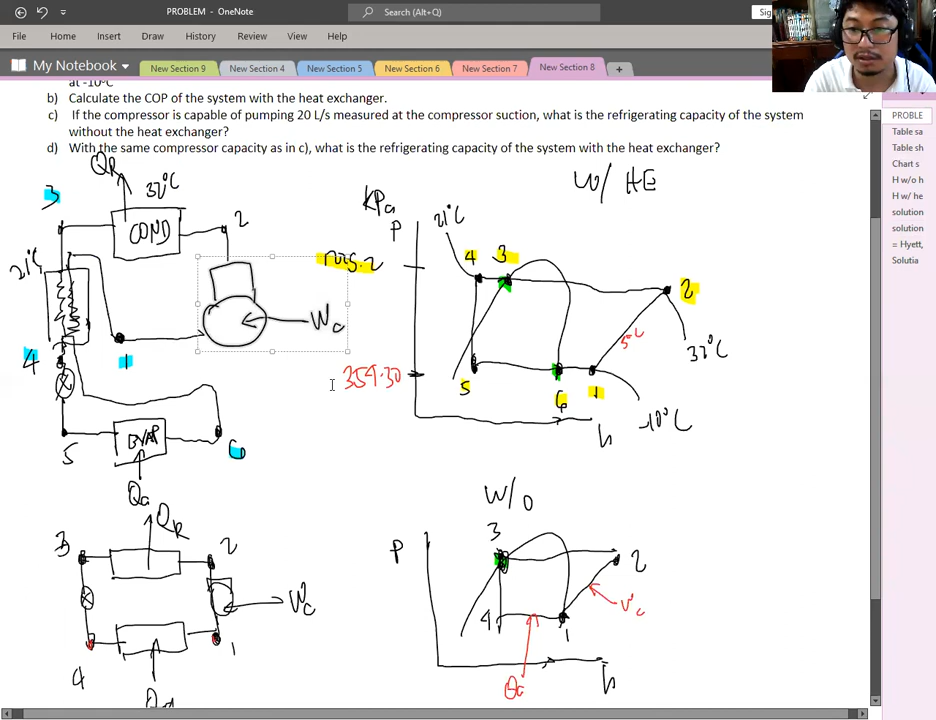 PROBLEM - OneNote
Search (Alt+Q)
File Home Insert Draw History Review View Help
My Notebook
New Section 9 New Section 4 New Section 5 New Section 6 New Section 7 New Section 8
at -10°C
b) Calculate the COP of the system with the heat exchanger.
c) If the compressor is capable of pumping 20 L/s measured at the compressor suction, what is the refrigerating capacity of the system
without the heat exchanger?
d) With the same compressor capacity as in c), what is the refrigerating capacity of the system with the heat exchanger?
PROBLE
Table sa
Table sh
Chart s
H w/o h
H w/ he
solution
solution
= Hyett,
Solutia
QR
32°C
3
COND
2
21°C
Wc
1
4
5
EVAP
6
Qa
W/ HE
KPa
P
21°C
4 3
2
5°C
32°C
354.30
5
6
1
-10°C
h
QR
3
2
Wc
4
1
W/O
P
3
2
4
1
Wc
Qa
h